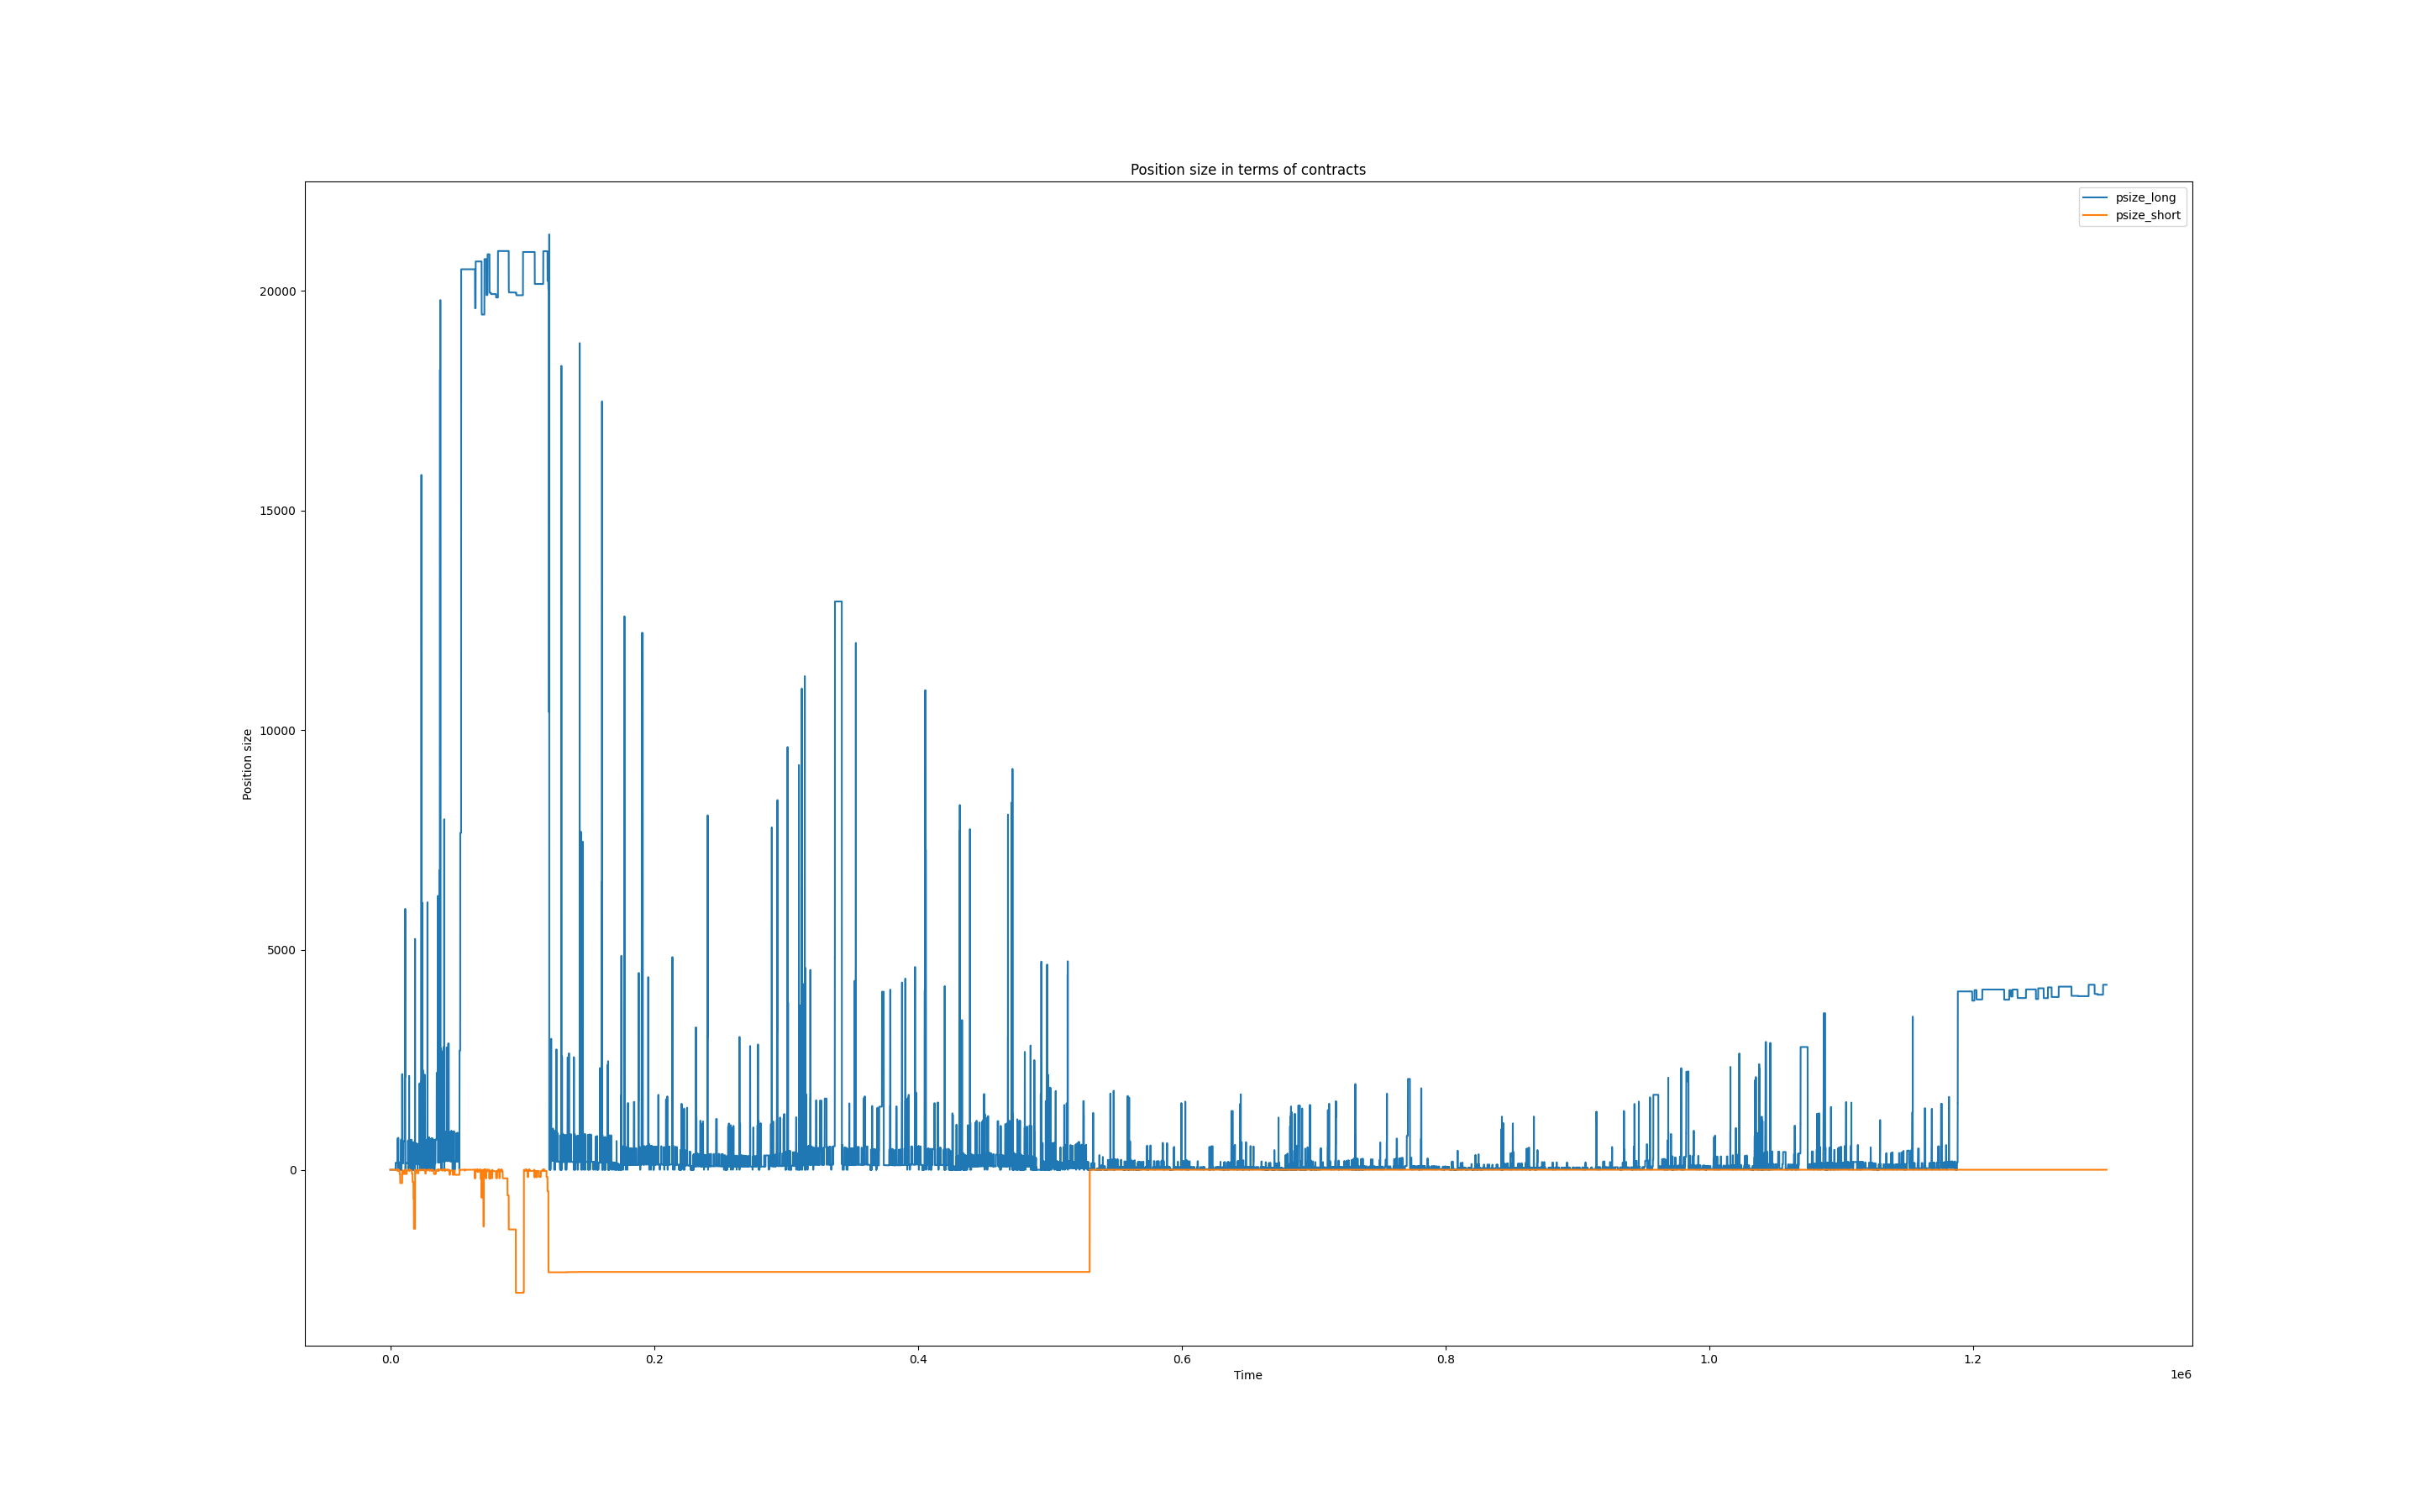 Position size in terms of contracts
psize_long
psize_short
Position size
20000
15000
10000
5000
0
0.0 0.2 0.4 0.6 0.8 1.0 1.2
Time
1e6